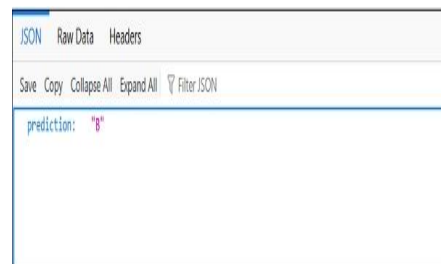 JSON Raw Data Headers
Save Copy Collapse All Expand All Filter JSON
prediction: "B"